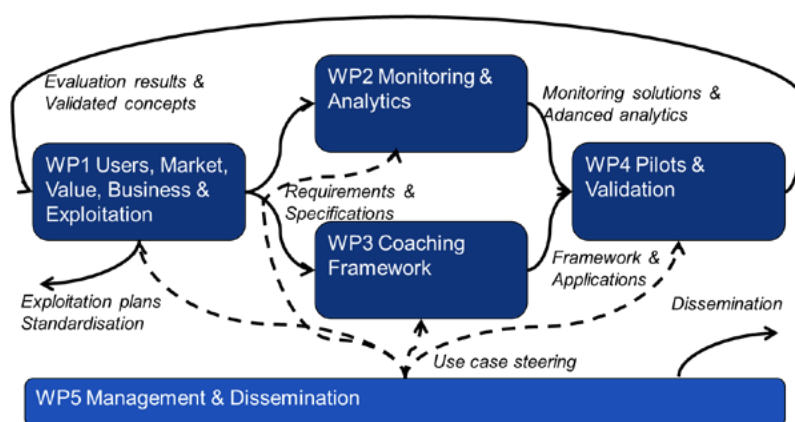 Evaluation results &
Validated concepts
WP2 Monitoring &
Analytics
Monitoring solutions &
Adanced analytics
WP1 Users, Market,
Value, Business &
Exploitation
Requirements &
Specifications
WP4 Pilots &
Validation
WP3 Coaching
Framework
Framework &
Applications
Exploitation plans
Standardisation
Dissemination
Use case steering
WP5 Management & Dissemination